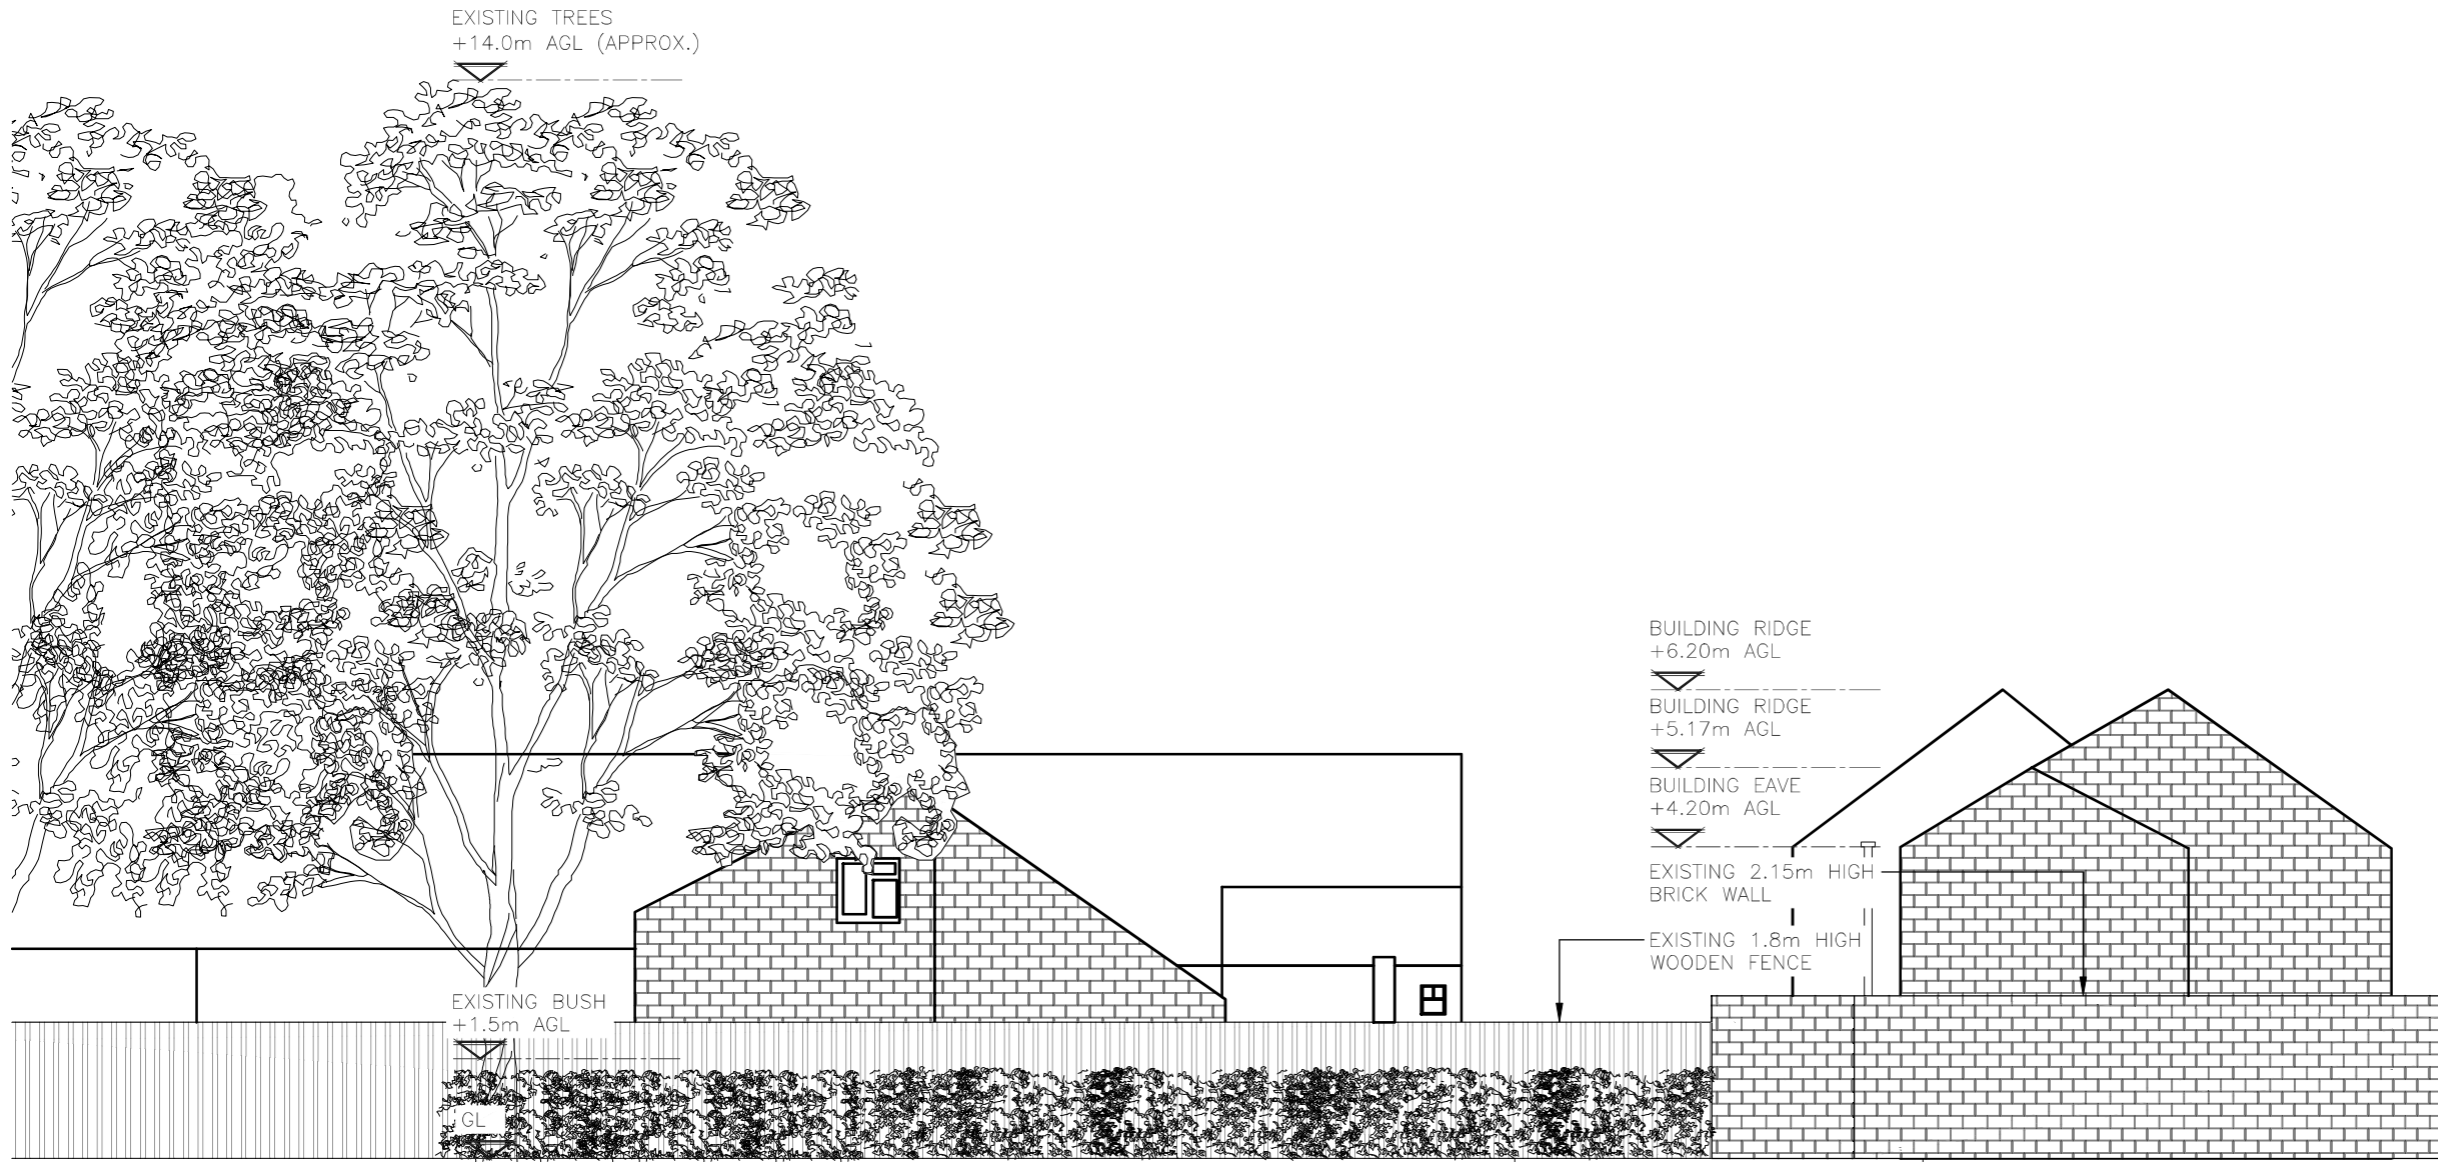 EXISTING TREES
+14.0m AGL (APPROX.)
BUILDING RIDGE
+6.20m AGL
BUILDING RIDGE
+5.17m AGL
BUILDING EAVE
+4.20m AGL
EXISTING 2.15m HIGH
BRICK WALL
EXISTING 1.8m HIGH
WOODEN FENCE
EXISTING BUSH
+1.5m AGL
GL